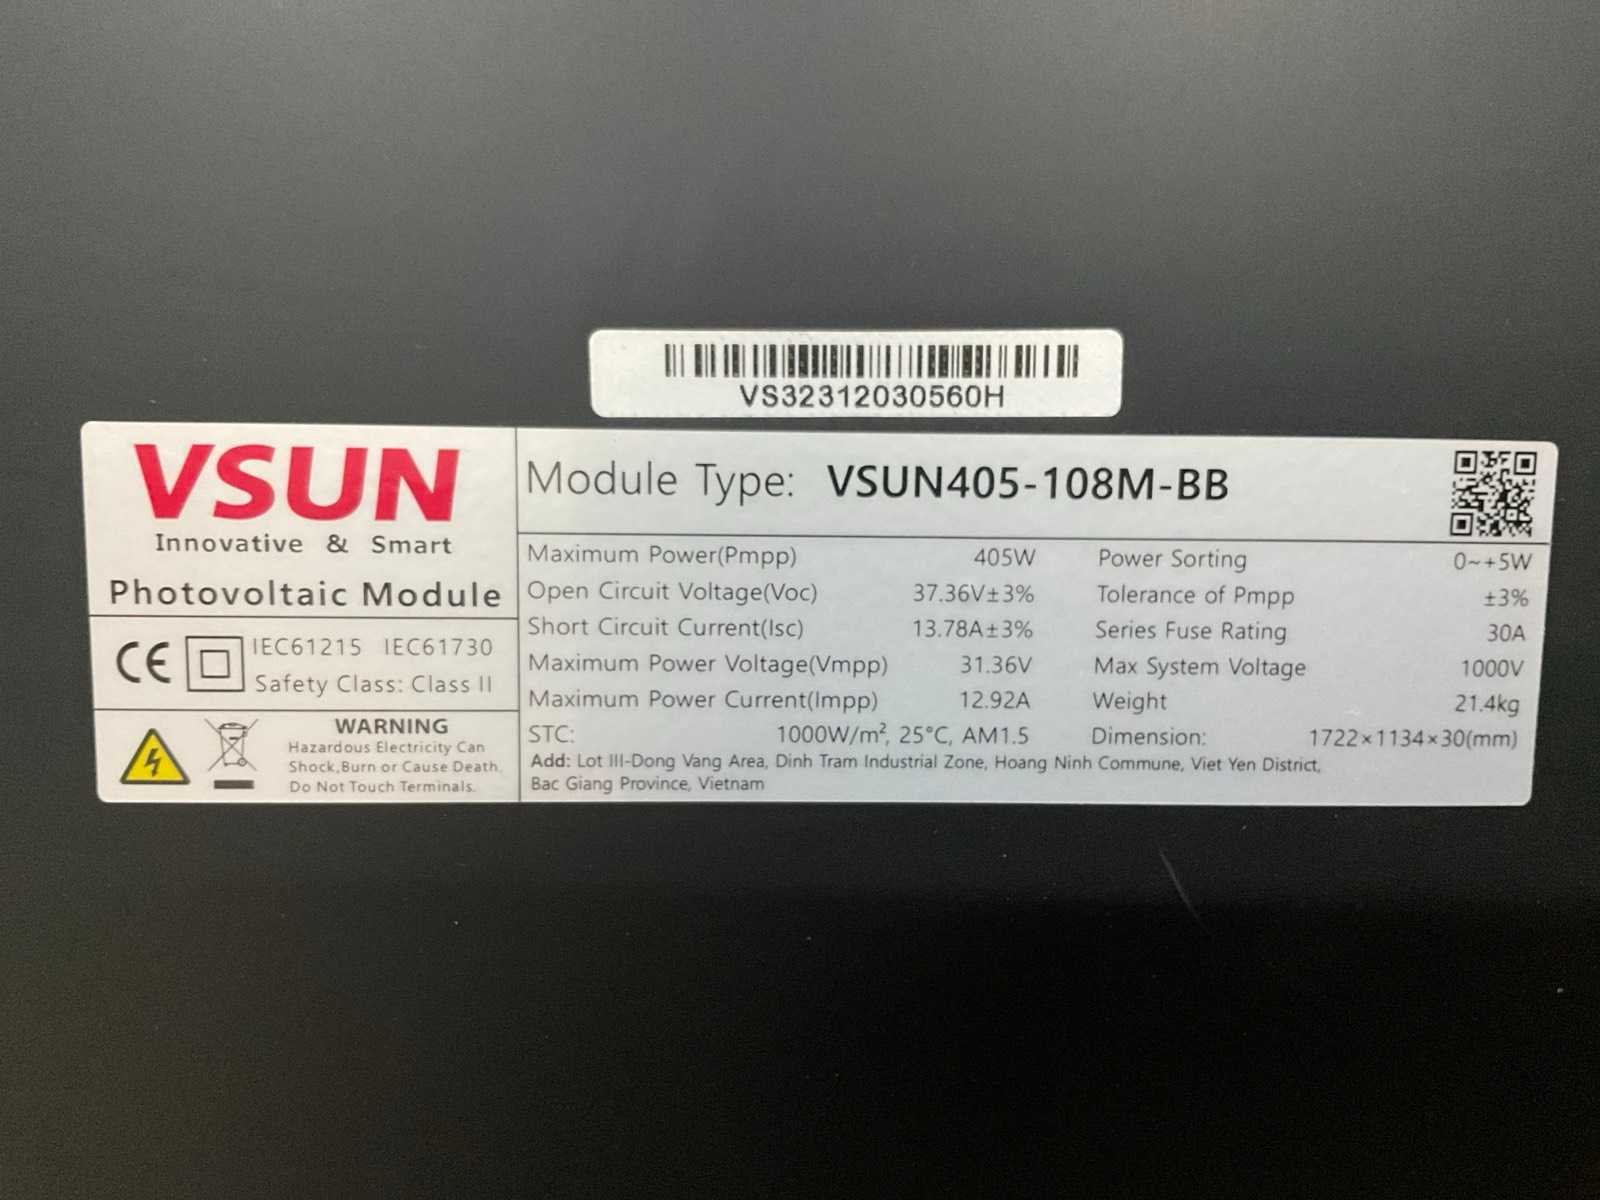 VS32312030560H
VSUN
Innovative & Smart
Photovoltaic Module
CE
IEC61215 IEC61730
Safety Class: Class II
WARNING
Hazardous Electricity Can
Shock,Burn or Cause Death.
Do Not Touch Terminals.
Module Type: VSUN405-108M-BB
Maximum Power(Pmpp) 405W Power Sorting 0~+5W
Open Circuit Voltage(Voc) 37.36V±3% Tolerance of Pmpp ±3%
Short Circuit Current(Isc) 13.78A±3% Series Fuse Rating 30A
Maximum Power Voltage(Vmpp) 31.36V Max System Voltage 1000V
Maximum Power Current(Impp) 12.92A Weight 21.4kg
STC: 1000W/m², 25°C, AM1.5 Dimension: 1722×1134×30(mm)
Add: Lot III-Dong Vang Area, Dinh Tram Industrial Zone, Hoang Ninh Commune, Viet Yen District,
Bac Giang Province, Vietnam